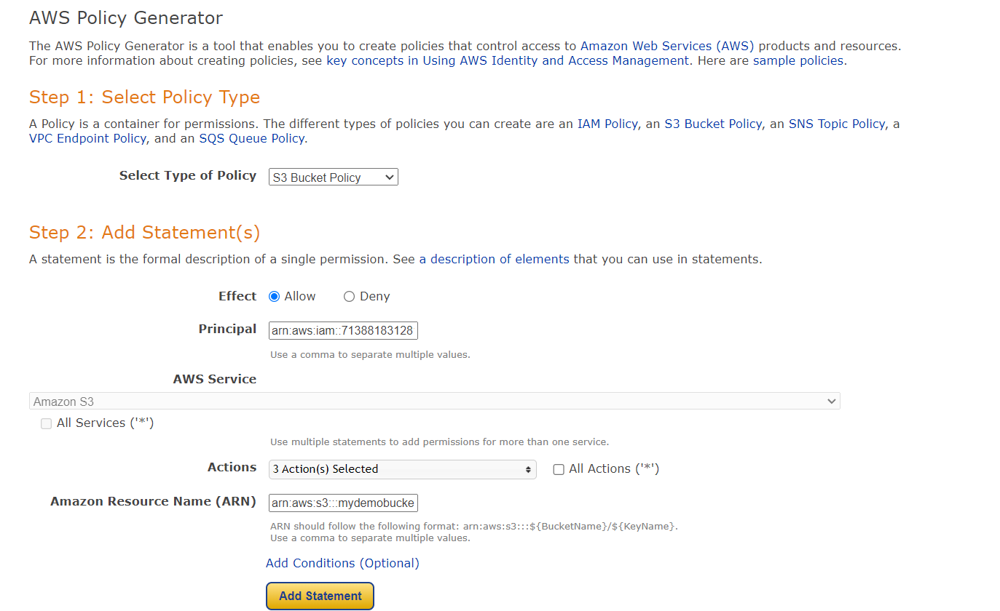 AWS Policy Generator
The AWS Policy Generator is a tool that enables you to create policies that control access to Amazon Web Services (AWS) products and resources.
For more information about creating policies, see key concepts in Using AWS Identity and Access Management. Here are sample policies.
Step 1: Select Policy Type
A Policy is a container for permissions. The different types of policies you can create are an IAM Policy, an S3 Bucket Policy, an SNS Topic Policy, a
VPC Endpoint Policy, and an SQS Queue Policy.
Select Type of Policy S3 Bucket Policy
Step 2: Add Statement(s)
A statement is the formal description of a single permission. See a description of elements that you can use in statements.
Effect Allow Deny
Principal arn:aws:iam::71388183128
Use a comma to separate multiple values.
AWS Service
Amazon S3
All Services ('*')
Use multiple statements to add permissions for more than one service.
Actions 3 Action(s) Selected All Actions ('*')
Amazon Resource Name (ARN) arn:aws:s3:::mydemobucke
ARN should follow the following format: arn:aws:s3:::${BucketName}/${KeyName}.
Use a comma to separate multiple values.
Add Conditions (Optional)
Add Statement